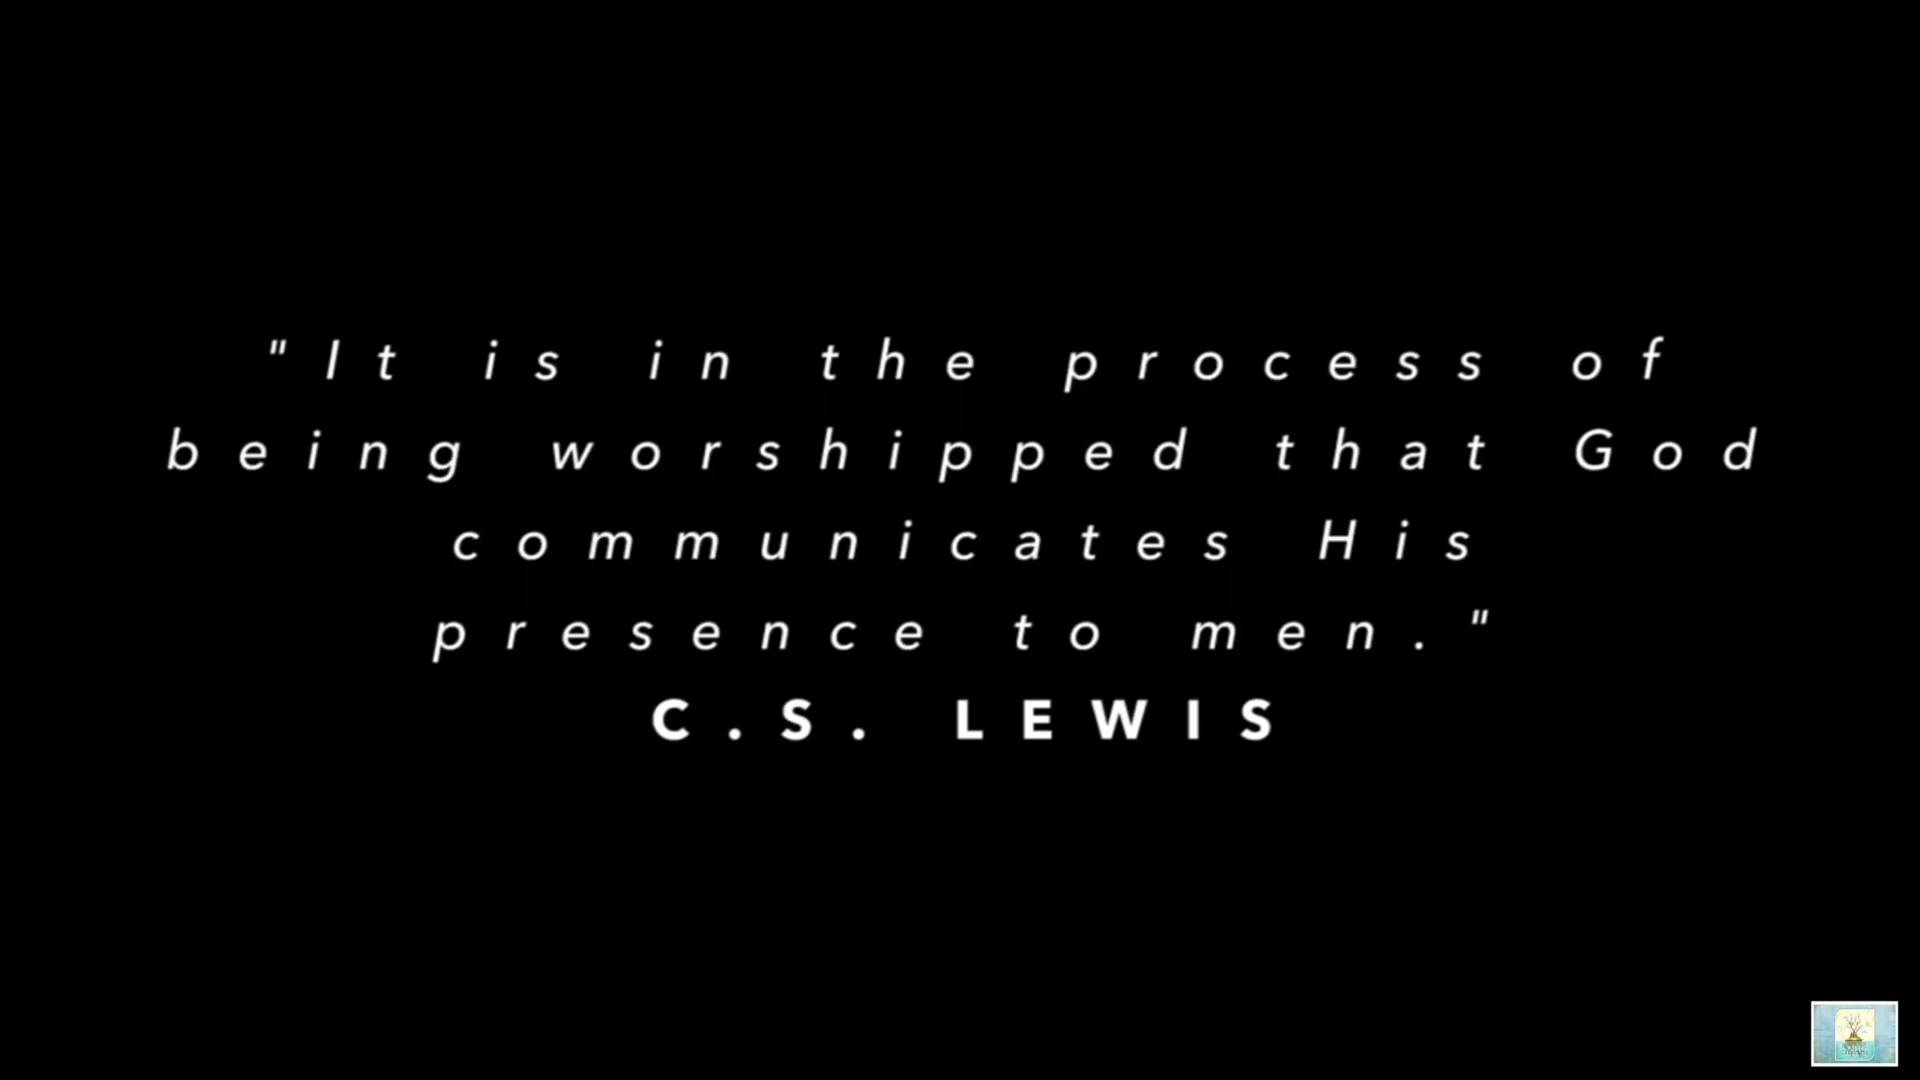 "It is in the process of
being worshipped that God
communicates His
presence to men."
C.S. LEWIS